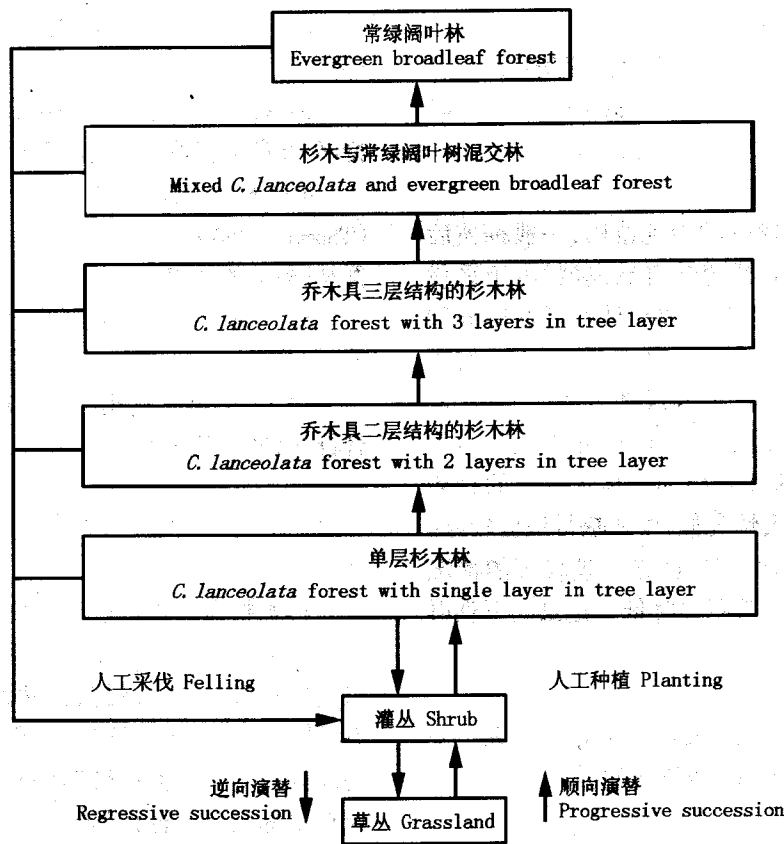 常绿阔叶林
Evergreen broadleaf forest
杉木与常绿阔叶树混交林
Mixed C. lanceolata and evergreen broadleaf forest
乔木具三层结构的杉木林
C. lanceolata forest with 3 layers in tree layer
乔木具二层结构的杉木林
C. lanceolata forest with 2 layers in tree layer
单层杉木林
C. lanceolata forest with single layer in tree layer
人工采伐 Felling
人工种植 Planting
灌丛 Shrub
逆向演替
Regressive succession
顺向演替
Progressive succession
草丛 Grassland